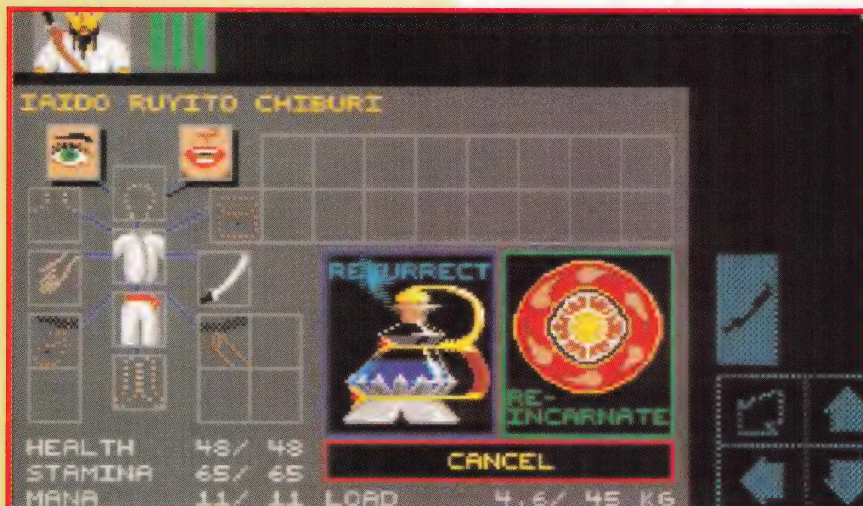 IAIDO RUYITO CHIBURI
RESURRECT
RE-
INCARNATE
CANCEL
HEALTH 48/ 48
STAMINA 65/ 65
MANA 11/ 11 LOAD 4.6/ 45 KG